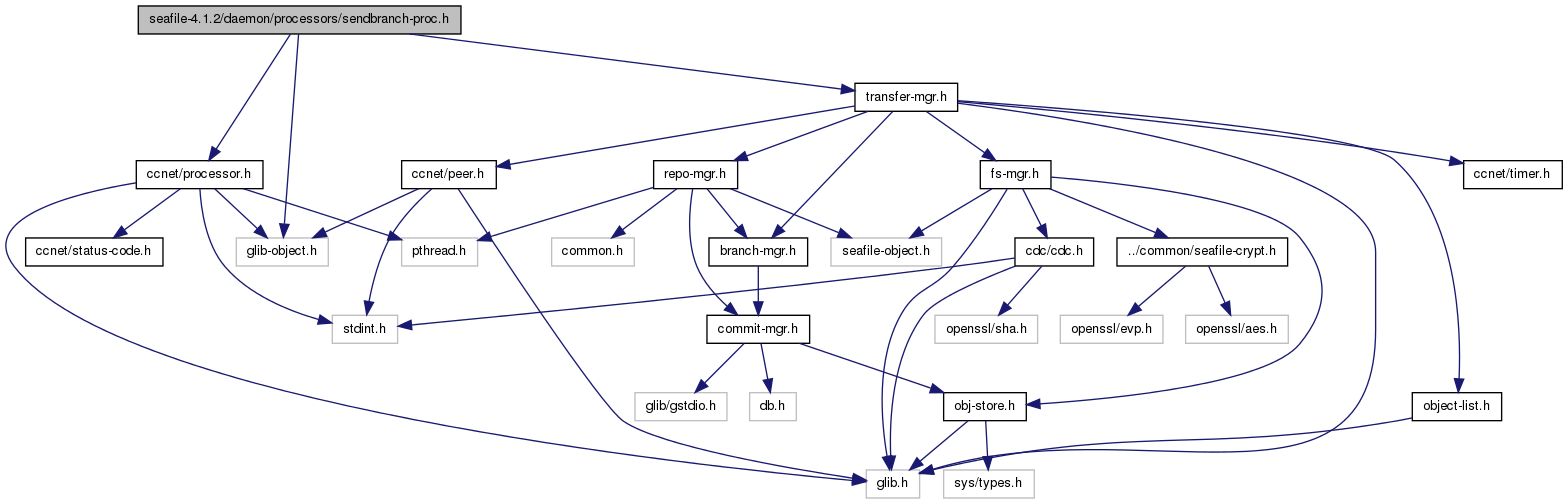 seafile-4.1.2/daemon/processors/sendbranch-proc.h
transfer-mgr.h
ccnet/processor.h
ccnet/peer.h
repo-mgr.h
fs-mgr.h
ccnet/timer.h
ccnet/status-code.h
glib-object.h
pthread.h
common.h
branch-mgr.h
seafile-object.h
cdc/cdc.h
../common/seafile-crypt.h
stdint.h
commit-mgr.h
openssl/sha.h
openssl/evp.h
openssl/aes.h
glib/gstdio.h
db.h
obj-store.h
object-list.h
glib.h
sys/types.h